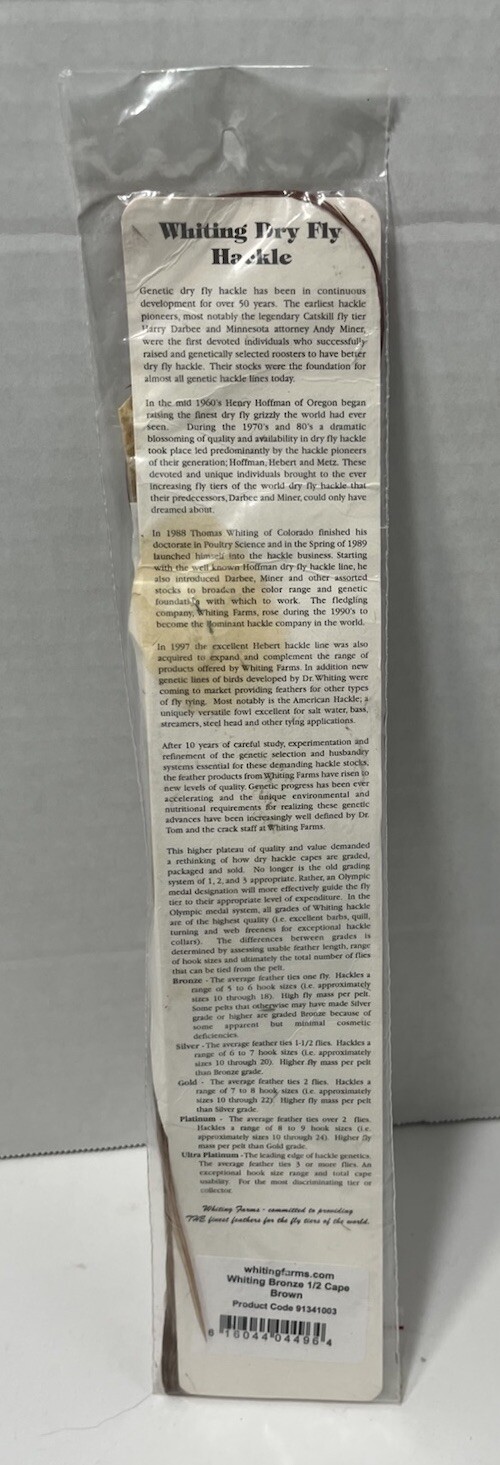 Whiting Dry Fly
Hackle
Genetic dry fly hackle has been in continuous
development for over 50 years. The earliest hackle
pioneers, most notably the legendary Catskill fly tier
Harry Darbee and Minnesota attorney Andy Miner,
were the first devoted individuals who successfully
raised and genetically selected roosters to have better
dry fly hackle. Their stocks were the foundation for
almost all genetic hackle lines today.
In the mid 1960's Henry Hoffman of Oregon began
raising the finest dry fly grizzly the world had ever
seen. During the 1970's and 80's a dramatic
blossoming of quality and availability in dry fly hackle
took place led predominantly by the hackle pioneers
of their generation; Hoffman, Hebert and Metz. These
devoted and unique individuals brought to the ever
increasing fly tiers of the world dry fly hackle that
their predecessors, Darbee and Miner, could only have
dreamed about.
In 1988 Thomas Whiting of Colorado finished his
doctorate in Poultry Science and in the Spring of 1989
launched himself into the hackle business. Starting
with the well known Hoffman dry fly hackle line, he
also introduced Darbee, Miner and other assorted
stocks to broaden the color range and genetic
foundation with which to work. The fledgling
company, Whiting Farms, rose during the 1990's to
become the dominant hackle company in the world.
In 1997 the excellent Hebert hackle line was also
acquired to expand and complement the range of
products offered by Whiting Farms. In addition new
genetic lines of birds developed by Dr. Whiting were
coming to market providing feathers for other types
of fly tying. Most notably is the American Hackle; a
uniquely versatile fowl excellent for salt water, bass,
streamers, steel head and other tying applications.
After 10 years of careful study, experimentation and
refinement of the genetic selection and husbandry
systems essential for these demanding hackle stocks,
the feather products from Whiting Farms have risen to
new levels of quality. Genetic progress has been ever
accelerating and the unique environmental and
nutritional requirements for realizing these genetic
advances have been increasingly well defined by Dr.
Tom and the crack staff at Whiting Farms.
This higher plateau of quality and value demanded
a rethinking of how dry hackle capes are graded,
packaged and sold. No longer is the old grading
system of 1, 2, and 3 appropriate. Rather, an Olympic
medal designation will more effectively guide the fly
tier to their appropriate level of expenditure. In the
Olympic medal system, all grades of Whiting hackle
are of the highest quality (i.e. excellent barbs, quill,
turning and web freeness for exceptional hackle
collars). The differences between grades is
determined by assessing usable feather length, range
of hook sizes and ultimately the total number of flies
that can be tied from the pelt.
Bronze - The average feather ties one fly. Hackles a
range of 5 to 6 hook sizes (i.e. approximately
sizes 10 through 18). High fly mass per pelt.
Some pelts that otherwise may have made Silver
grade or higher are graded Bronze because of
some apparent but minimal cosmetic
deficiencies.
Silver - The average feather ties 1-1/2 flies. Hackles a
range of 6 to 7 hook sizes (i.e. approximately
sizes 10 through 20). Higher fly mass per pelt
than Bronze grade.
Gold - The average feather ties 2 flies. Hackles a
range of 7 to 8 hook sizes, (i.e. approximately
sizes 10 through 22). Higher fly mass per pelt
than Silver grade.
Platinum - The average feather ties over 2 flies.
Hackles a range of 8 to 9 hook sizes (i.e.
approximately sizes 10 through 24). Higher fly
mass per pelt than Gold grade.
Ultra Platinum - The leading edge of hackle genetics.
The average feather ties 3 or more flies. An
exceptional hook size range and total cape
usability. For the most discriminating tier or
collector.
Whiting Farms - committed to providing
THE finest feathers for the fly tiers of the world.
whitingfarms.com
Whiting Bronze 1/2 Cape
Brown
Product Code 91341003
6 16044 04496 4